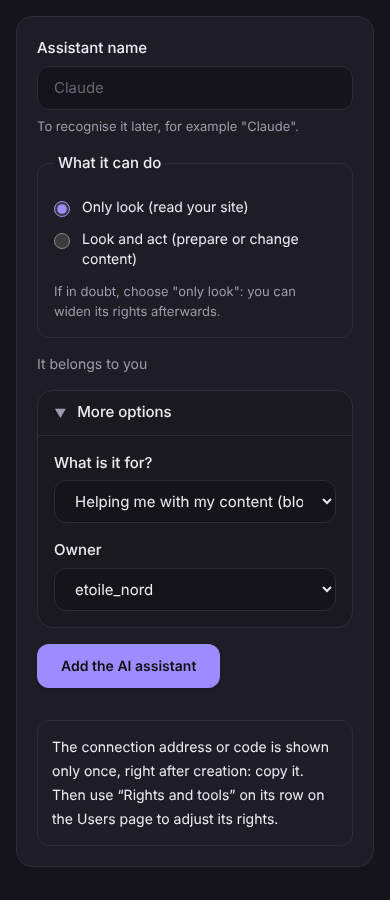 Assistant name
Claude
To recognise it later, for example "Claude".
What it can do
Only look (read your site)
Look and act (prepare or change
content)
If in doubt, choose "only look": you can
widen its rights afterwards.
It belongs to you
▼ More options
What is it for?
Helping me with my content (blo
Owner
etoile_nord
Add the AI assistant
The connection address or code is shown
only once, right after creation: copy it.
Then use “Rights and tools” on its row on
the Users page to adjust its rights.